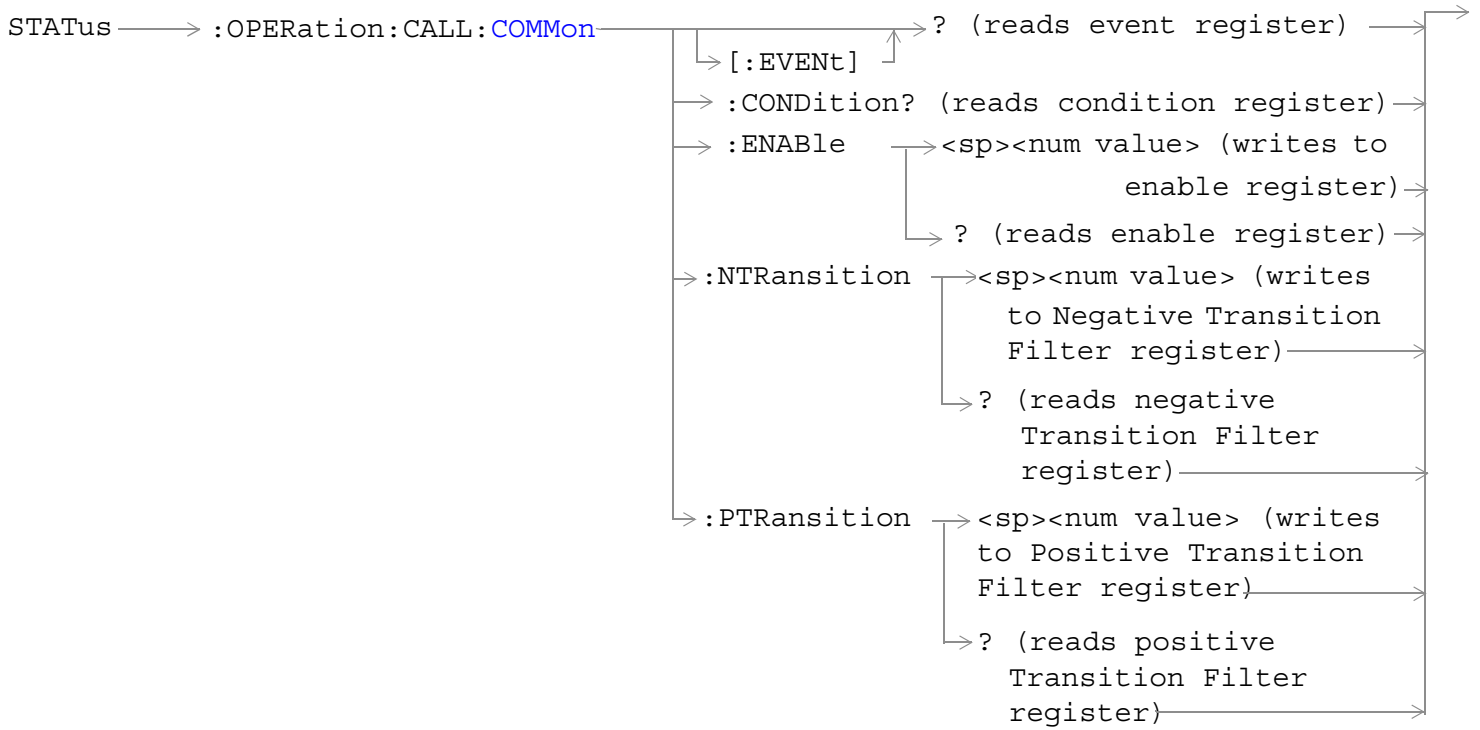 STATus :OPERation:CALL:COMMon ? (reads event register)
[:EVENt]
:CONDition? (reads condition register)
:ENABle <sp><num value> (writes to
enable register)
? (reads enable register)
:NTRansition <sp><num value> (writes
to Negative Transition
Filter register)
? (reads negative
Transition Filter
register)
:PTRansition <sp><num value> (writes
to Positive Transition
Filter register)
? (reads positive
Transition Filter
register)